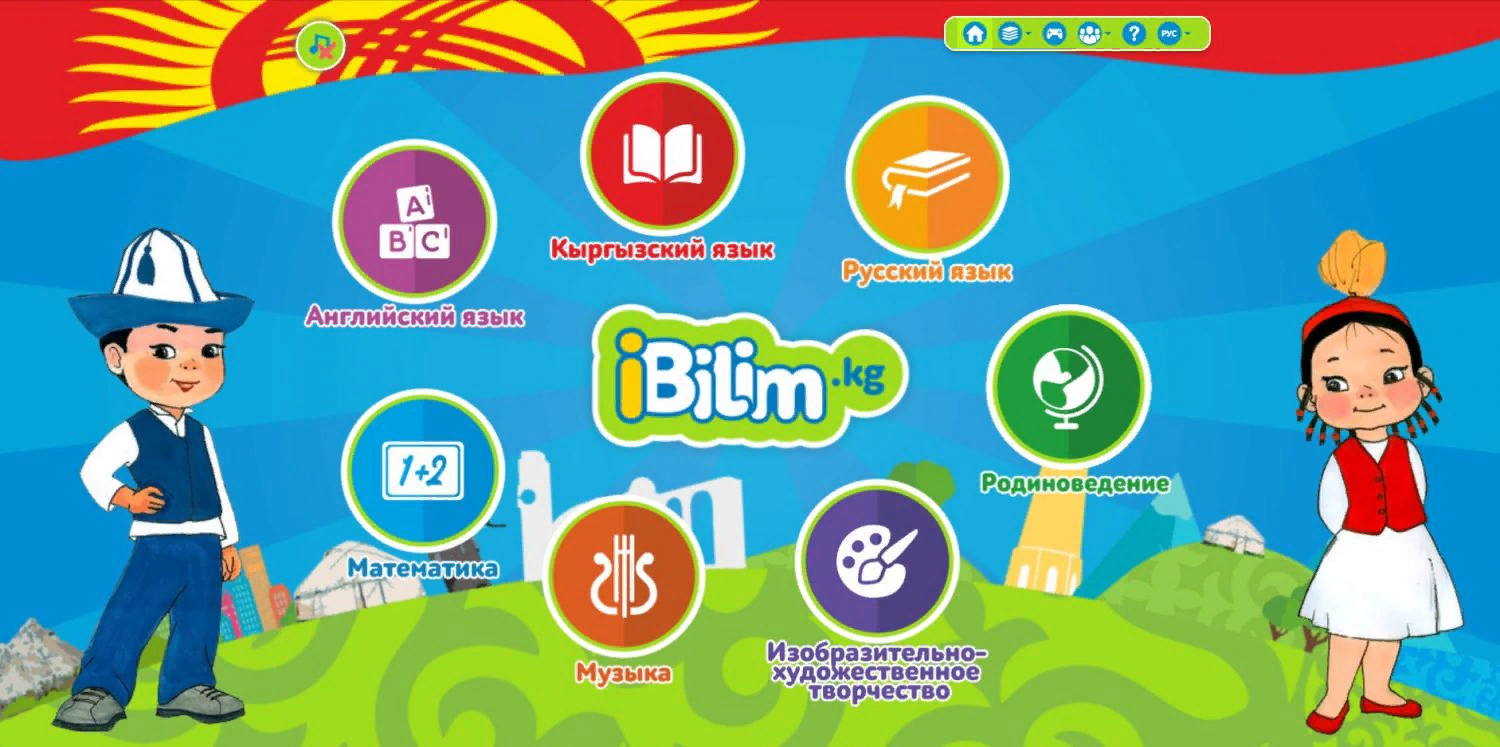 РУС
Кыргызский язык
Русский язык
A
B C
Английский язык
iBilim.kg
Родиноведение
1+2
Математика
Музыка
Изобразительно-
художественное
творчество